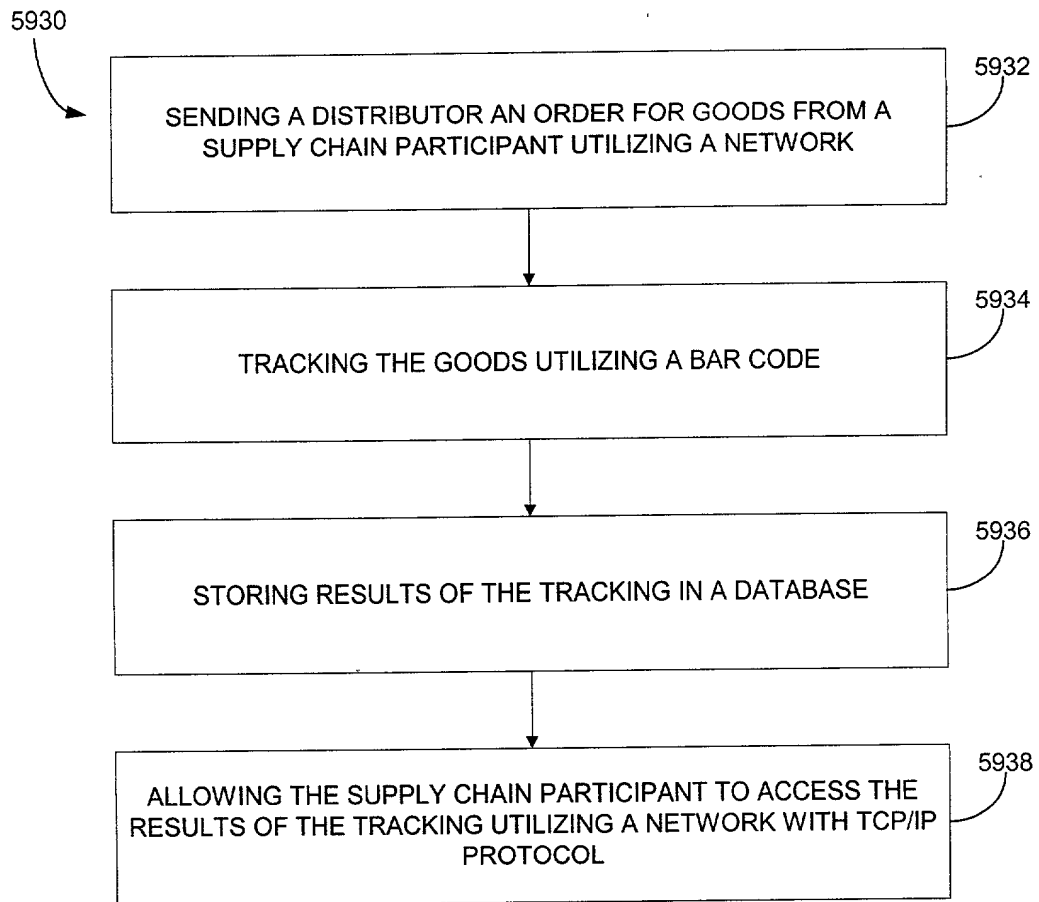 5930
5932
SENDING A DISTRIBUTOR AN ORDER FOR GOODS FROM A
SUPPLY CHAIN PARTICIPANT UTILIZING A NETWORK
5934
TRACKING THE GOODS UTILIZING A BAR CODE
5936
STORING RESULTS OF THE TRACKING IN A DATABASE
5938
ALLOWING THE SUPPLY CHAIN PARTICIPANT TO ACCESS THE
RESULTS OF THE TRACKING UTILIZING A NETWORK WITH TCP/IP
PROTOCOL